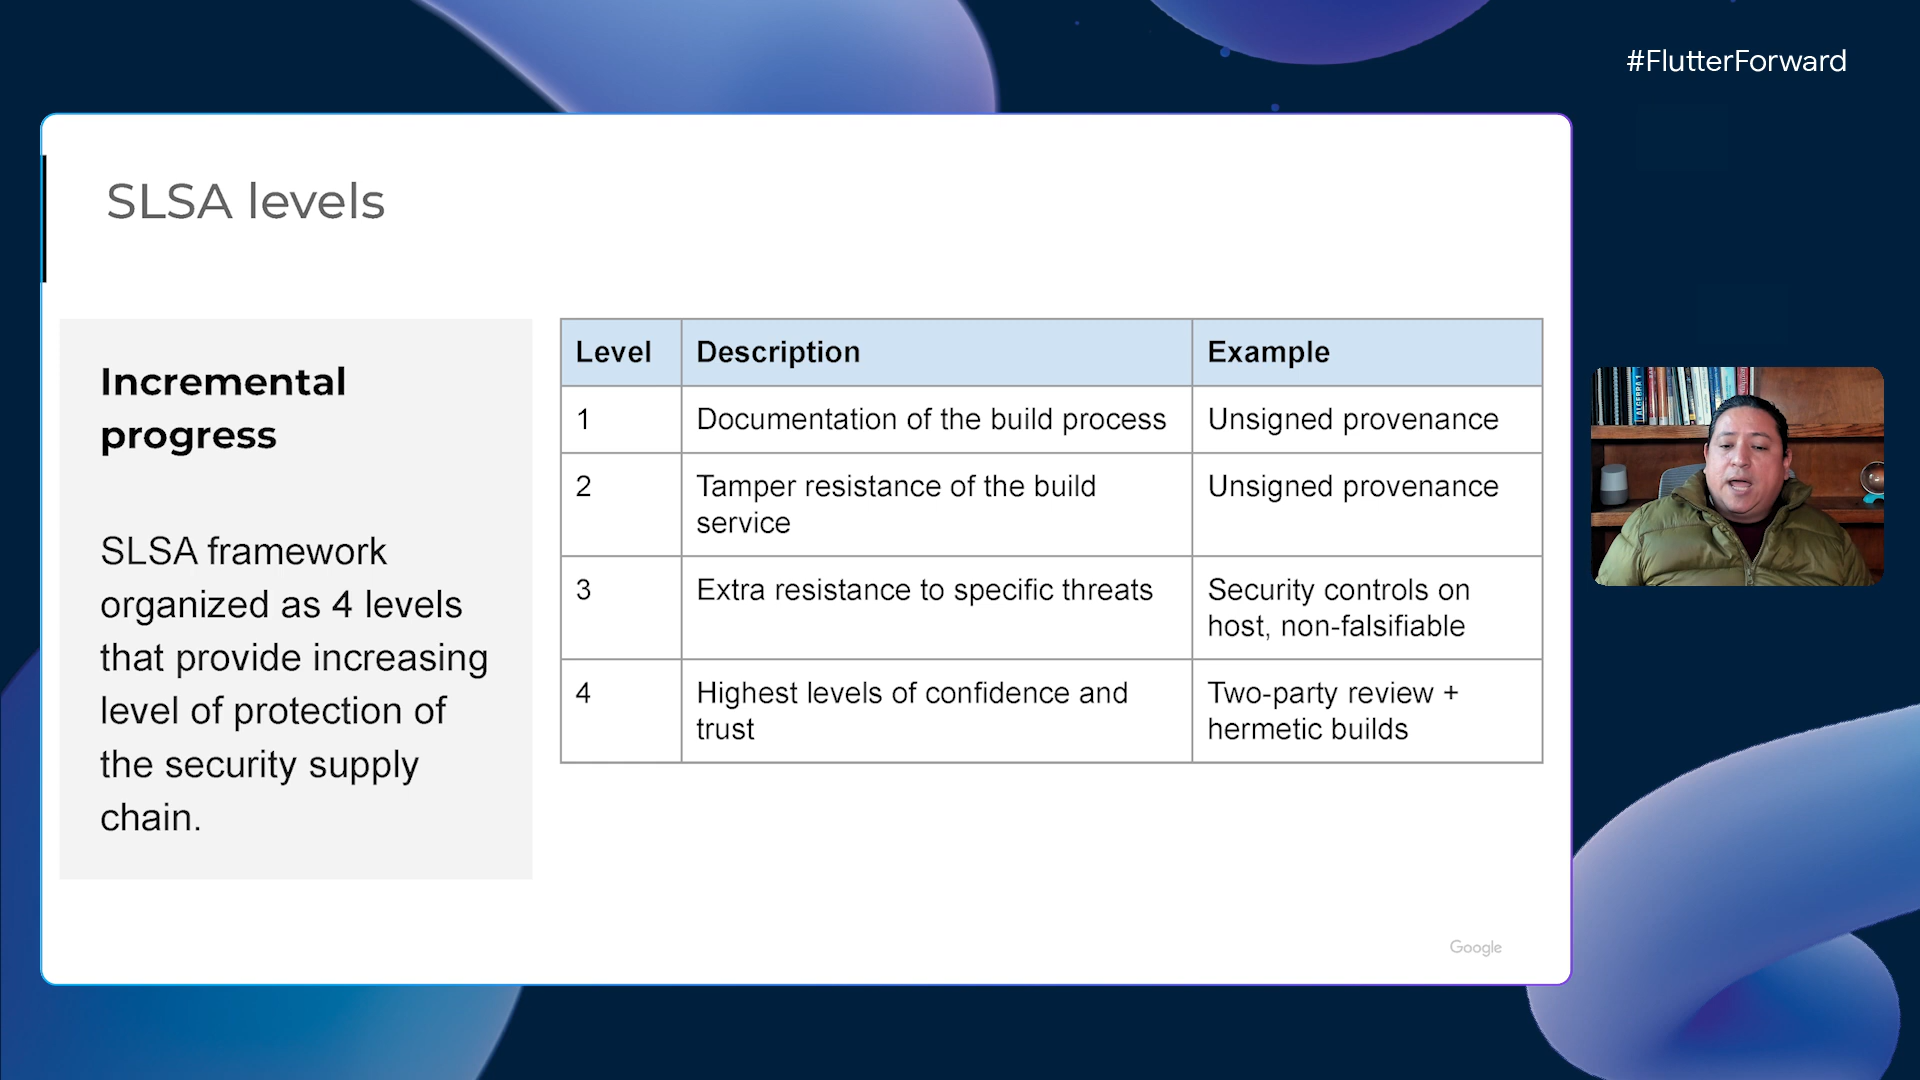 #FlutterForward
SLSA levels
Incremental
progress
SLSA framework
organized as 4 levels
that provide increasing
level of protection of
the security supply
chain.
Level Description Example
1 Documentation of the build process Unsigned provenance
2 Tamper resistance of the build Unsigned provenance
service
3 Extra resistance to specific threats Security controls on
host, non-falsifiable
4 Highest levels of confidence and Two-party review +
trust hermetic builds
ALGEBRA 1
Google